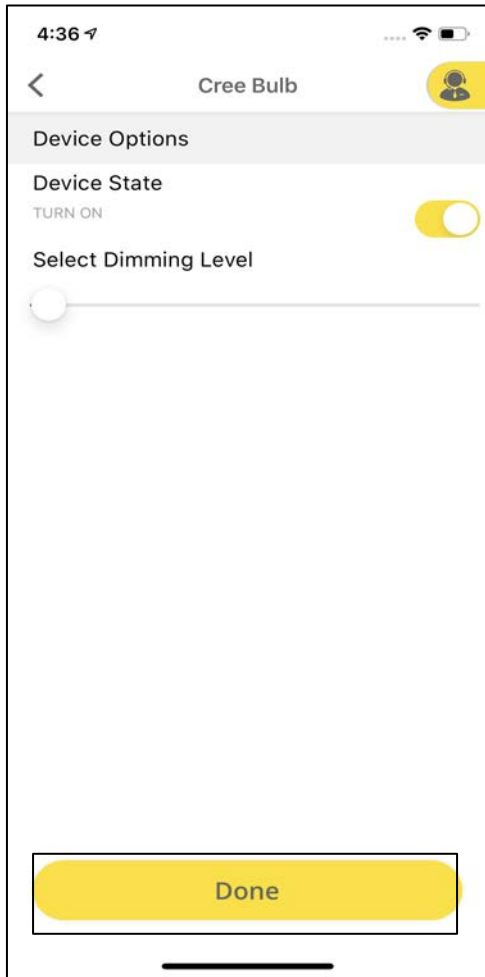 4:36
Cree Bulb
Device Options
Device State
TURN ON
Select Dimming Level
Done